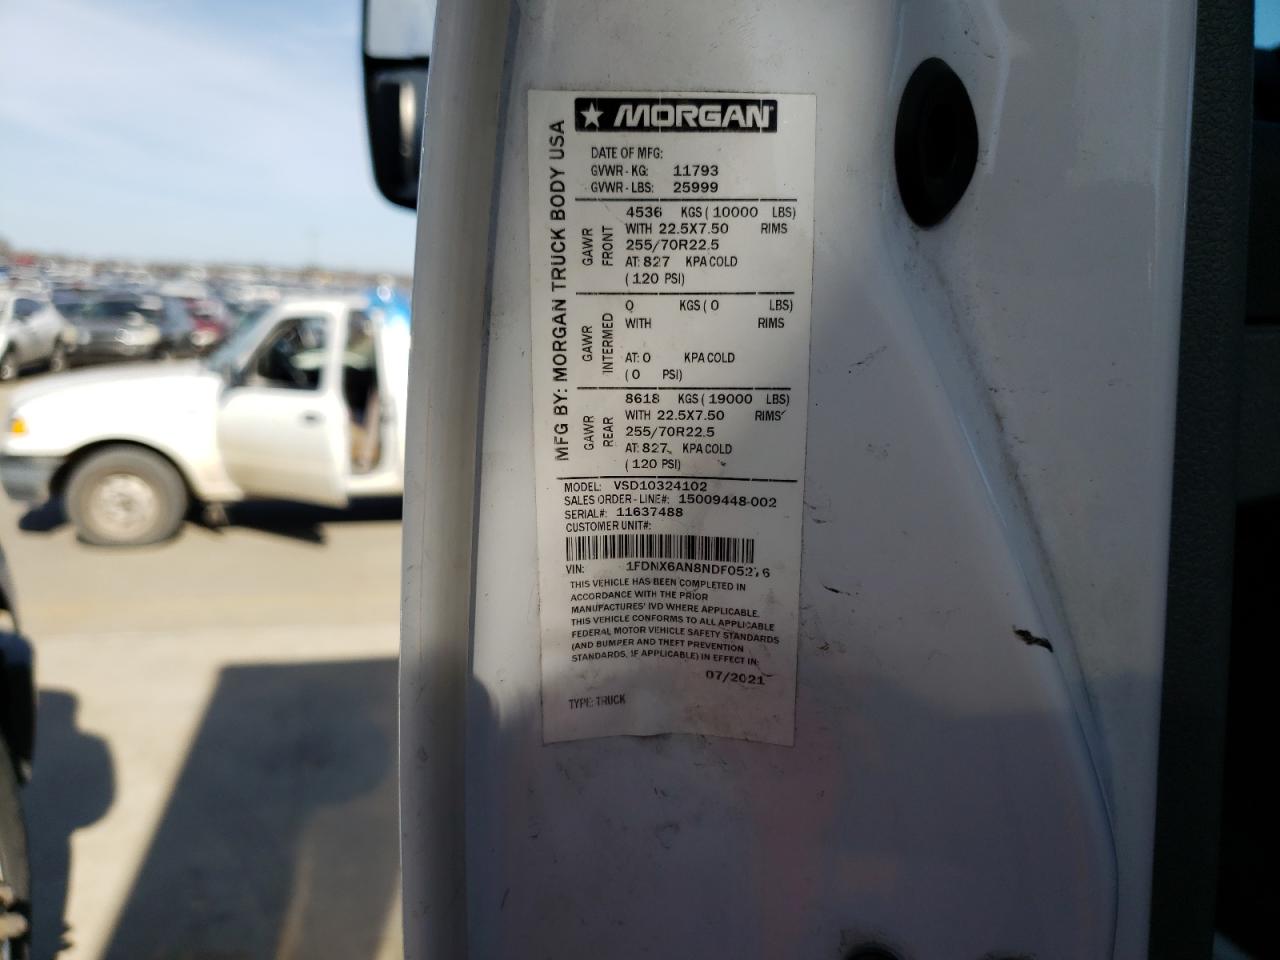 MORGAN
MFG BY: MORGAN TRUCK BODY USA
DATE OF MFG:
GVWR - KG: 11793
GVWR - LBS: 25999
GAWR FRONT
4536 KGS ( 10000 LBS)
WITH 22.5X7.50 RIMS
255/70R22.5
AT: 827 KPA COLD
( 120 PSI)
GAWR INTERMED
0 KGS ( 0 LBS)
WITH RIMS
AT: 0 KPA COLD
( 0 PSI)
GAWR REAR
8618 KGS ( 19000 LBS)
WITH 22.5X7.50 RIMS
255/70R22.5
AT: 827 KPA COLD
( 120 PSI)
MODEL: VSD10324102
SALES ORDER - LINE#: 15009448-002
SERIAL#: 11637488
CUSTOMER UNIT#:
VIN:
THIS VEHICLE HAS BEEN COMPLETED IN
ACCORDANCE WITH THE PRIOR
MANUFACTURES' IVD WHERE APPLICABLE.
THIS VEHICLE CONFORMS TO ALL APPLICABLE
FEDERAL MOTOR VEHICLE SAFETY STANDARDS
(AND BUMPER AND THEFT PREVENTION
STANDARDS, IF APPLICABLE) IN EFFECT IN:
07/2021
TYPE: TRUCK